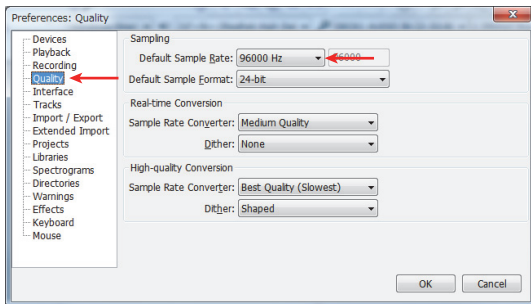 Preferences: Quality
Devices
Playback
Recording
Quality
Interface
Tracks
Import / Export
Extended Import
Projects
Libraries
Spectrograms
Directories
Warnings
Effects
Keyboard
Mouse
Sampling
Default Sample Rate: 96000 Hz
Default Sample Format: 24-bit
Real-time Conversion
Sample Rate Converter: Medium Quality
Dither: None
High-quality Conversion
Sample Rate Converter: Best Quality (Slowest)
Dither: Shaped
OK Cancel